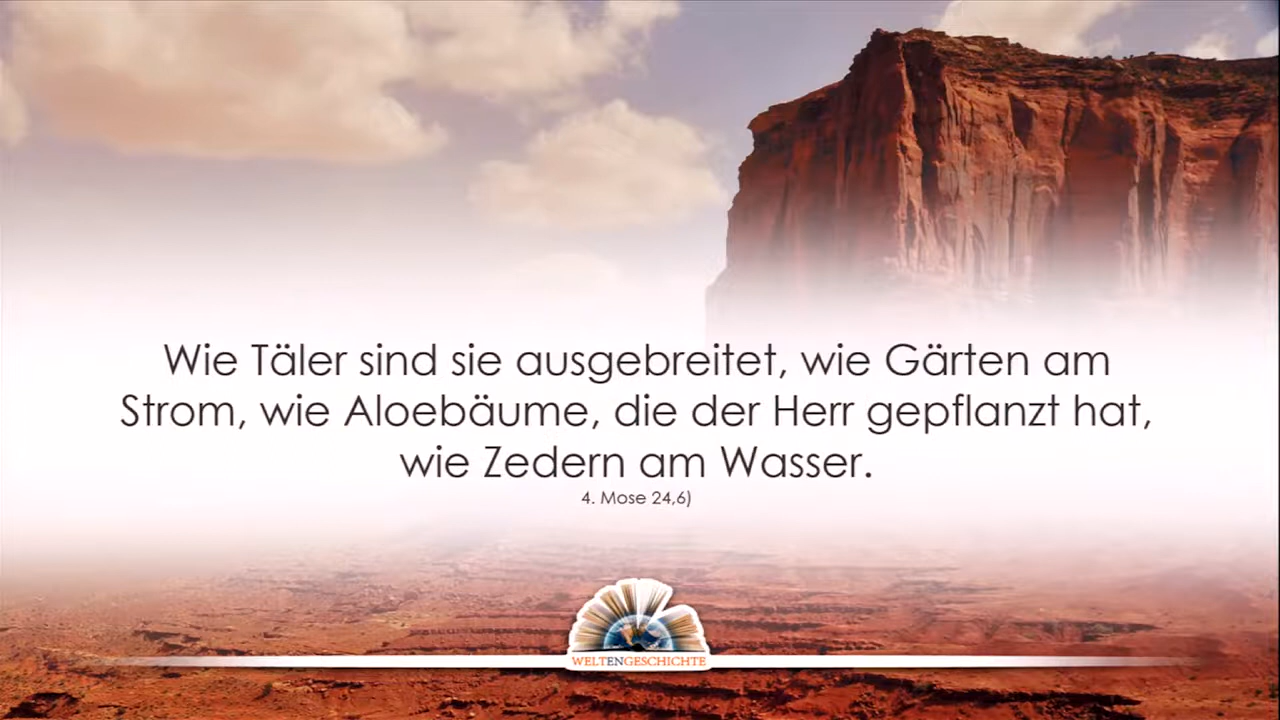 Wie Täler sind sie ausgebreitet, wie Gärten am
Strom, wie Aloebäume, die der Herr gepflanzt hat,
wie Zedern am Wasser.
4. Mose 24,6)
WELTENGESCHICHTE